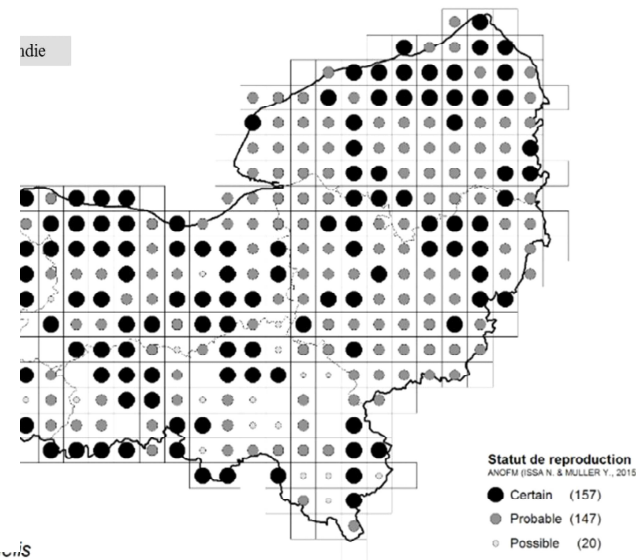 ndie
Statut de reproduction
ANOFM (ISSA N. & MULLER Y., 2015
Certain (157)
Probable (147)
Possible (20)